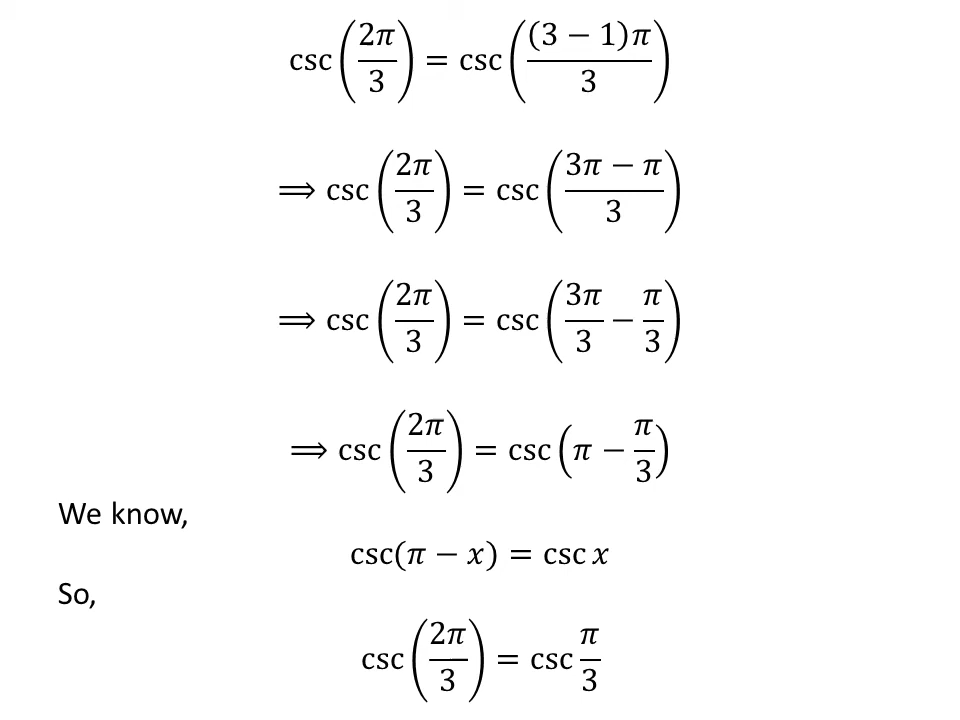 csc(2π/3) = csc((3 − 1)π/3)
⟹ csc(2π/3) = csc((3π − π)/3)
⟹ csc(2π/3) = csc(3π/3 − π/3)
⟹ csc(2π/3) = csc(π − π/3)
We know,
csc(π − x) = csc x
So,
csc(2π/3) = csc π/3